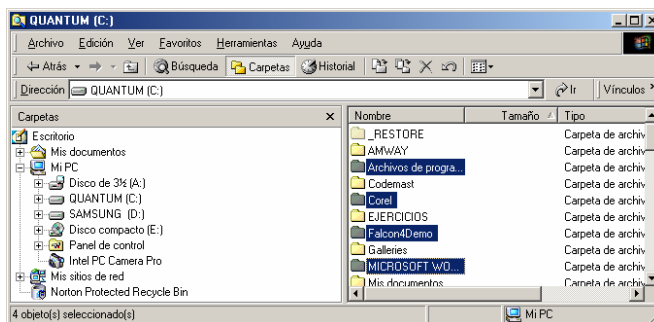 QUANTUM (C:)
Archivo Edición Ver Favoritos Herramientas Ayuda
Atrás Búsqueda Carpetas Historial
Dirección QUANTUM (C:) Ir Vínculos »
Carpetas
Escritorio
Mis documentos
Mi PC
Disco de 3½ (A:)
QUANTUM (C:)
SAMSUNG (D:)
Disco compacto (E:)
Panel de control
Intel PC Camera Pro
Mis sitios de red
Norton Protected Recycle Bin
Nombre Tamaño Tipo
_RESTORE Carpeta de archiv
AMWAY Carpeta de archiv
Archivos de progra... Carpeta de archiv
Codemast Carpeta de archiv
Corel Carpeta de archiv
EJERCICIOS Carpeta de archiv
Falcon4Demo Carpeta de archiv
Galleries Carpeta de archiv
MICROSOFT WO... Carpeta de archiv
Mis documentos Carpeta de archiv
4 objeto(s) seleccionado(s) Mi PC